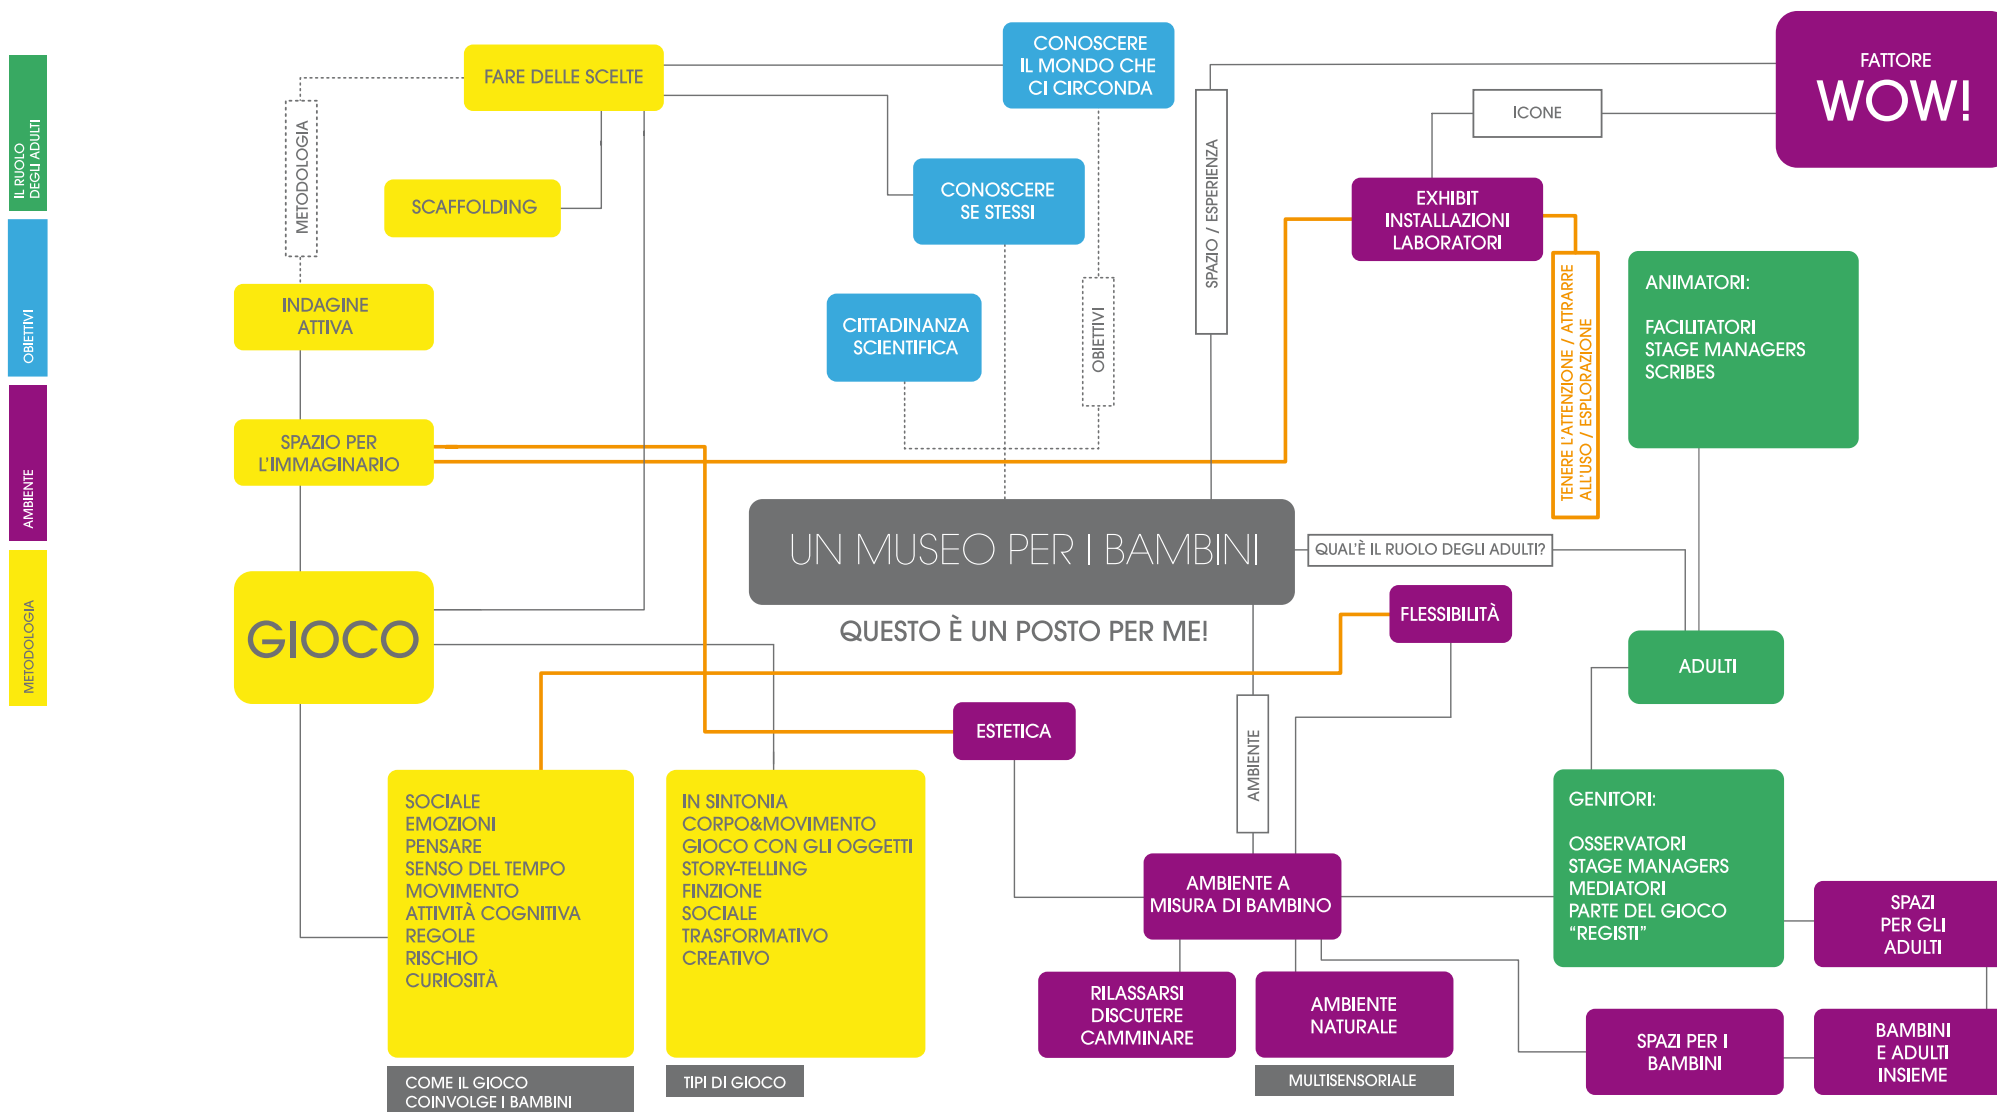 IL RUOLO
DEGLI ADULTI
OBIETTIVI
AMBIENTE
METODOLOGIA
FARE DELLE SCELTE
METODOLOGIA
SCAFFOLDING
INDAGINE
ATTIVA
SPAZIO PER
L'IMMAGINARIO
GIOCO
CONOSCERE
IL MONDO CHE
CI CIRCONDA
CONOSCERE
SE STESSI
CITTADINANZA
SCIENTIFICA
OBIETTIVI
SPAZIO / ESPERIENZA
FATTORE
WOW!
ICONE
EXHIBIT
INSTALLAZIONI
LABORATORI
TENERE L'ATTENZIONE / ATTRARRE
ALL'USO / ESPLORAZIONE
ANIMATORI:
FACILITATORI
STAGE MANAGERS
SCRIBES
UN MUSEO PER I BAMBINI
QUESTO È UN POSTO PER ME!
QUAL'È IL RUOLO DEGLI ADULTI?
FLESSIBILITÀ
ADULTI
ESTETICA
AMBIENTE
SOCIALE
EMOZIONI
PENSARE
SENSO DEL TEMPO
MOVIMENTO
ATTIVITÀ COGNITIVA
REGOLE
RISCHIO
CURIOSITÀ
COME IL GIOCO
COINVOLGE I BAMBINI
IN SINTONIA
CORPO&MOVIMENTO
GIOCO CON GLI OGGETTI
STORY-TELLING
FINZIONE
SOCIALE
TRASFORMATIVO
CREATIVO
TIPI DI GIOCO
AMBIENTE A
MISURA DI BAMBINO
RILASSARSI
DISCUTERE
CAMMINARE
AMBIENTE
NATURALE
MULTISENSORIALE
GENITORI:
OSSERVATORI
STAGE MANAGERS
MEDIATORI
PARTE DEL GIOCO
“REGISTI”
SPAZI
PER GLI
ADULTI
SPAZI PER I
BAMBINI
BAMBINI
E ADULTI
INSIEME